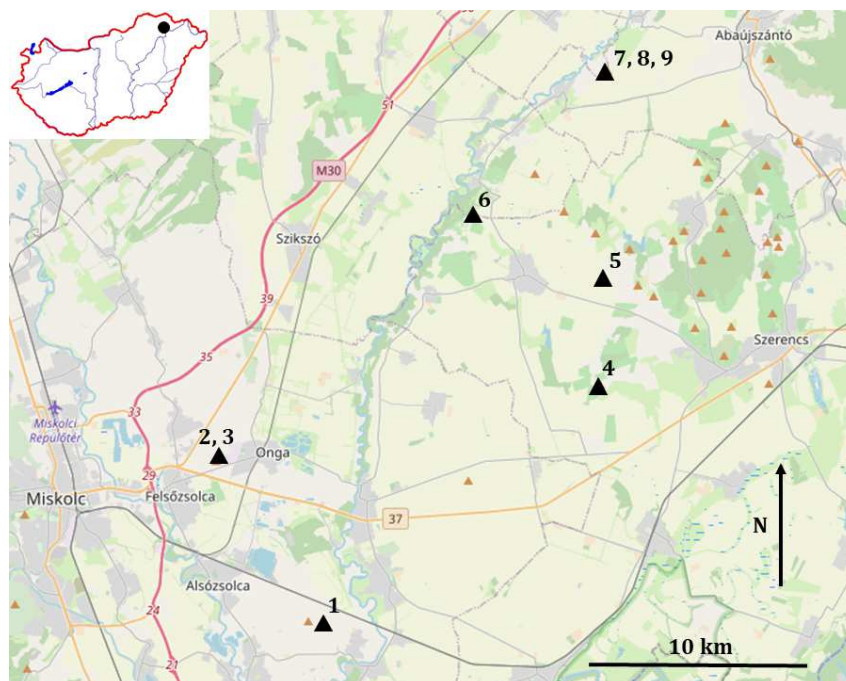 Abaújszántó
7, 8, 9
51
M30
6
Szikszó
5
39
35
Szerencs
4
33
Miskolci
Repülőtér
2, 3
Onga
29
Miskolc
Felsőzsolca
37
N
Alsózsolca
1
24
10 km
21